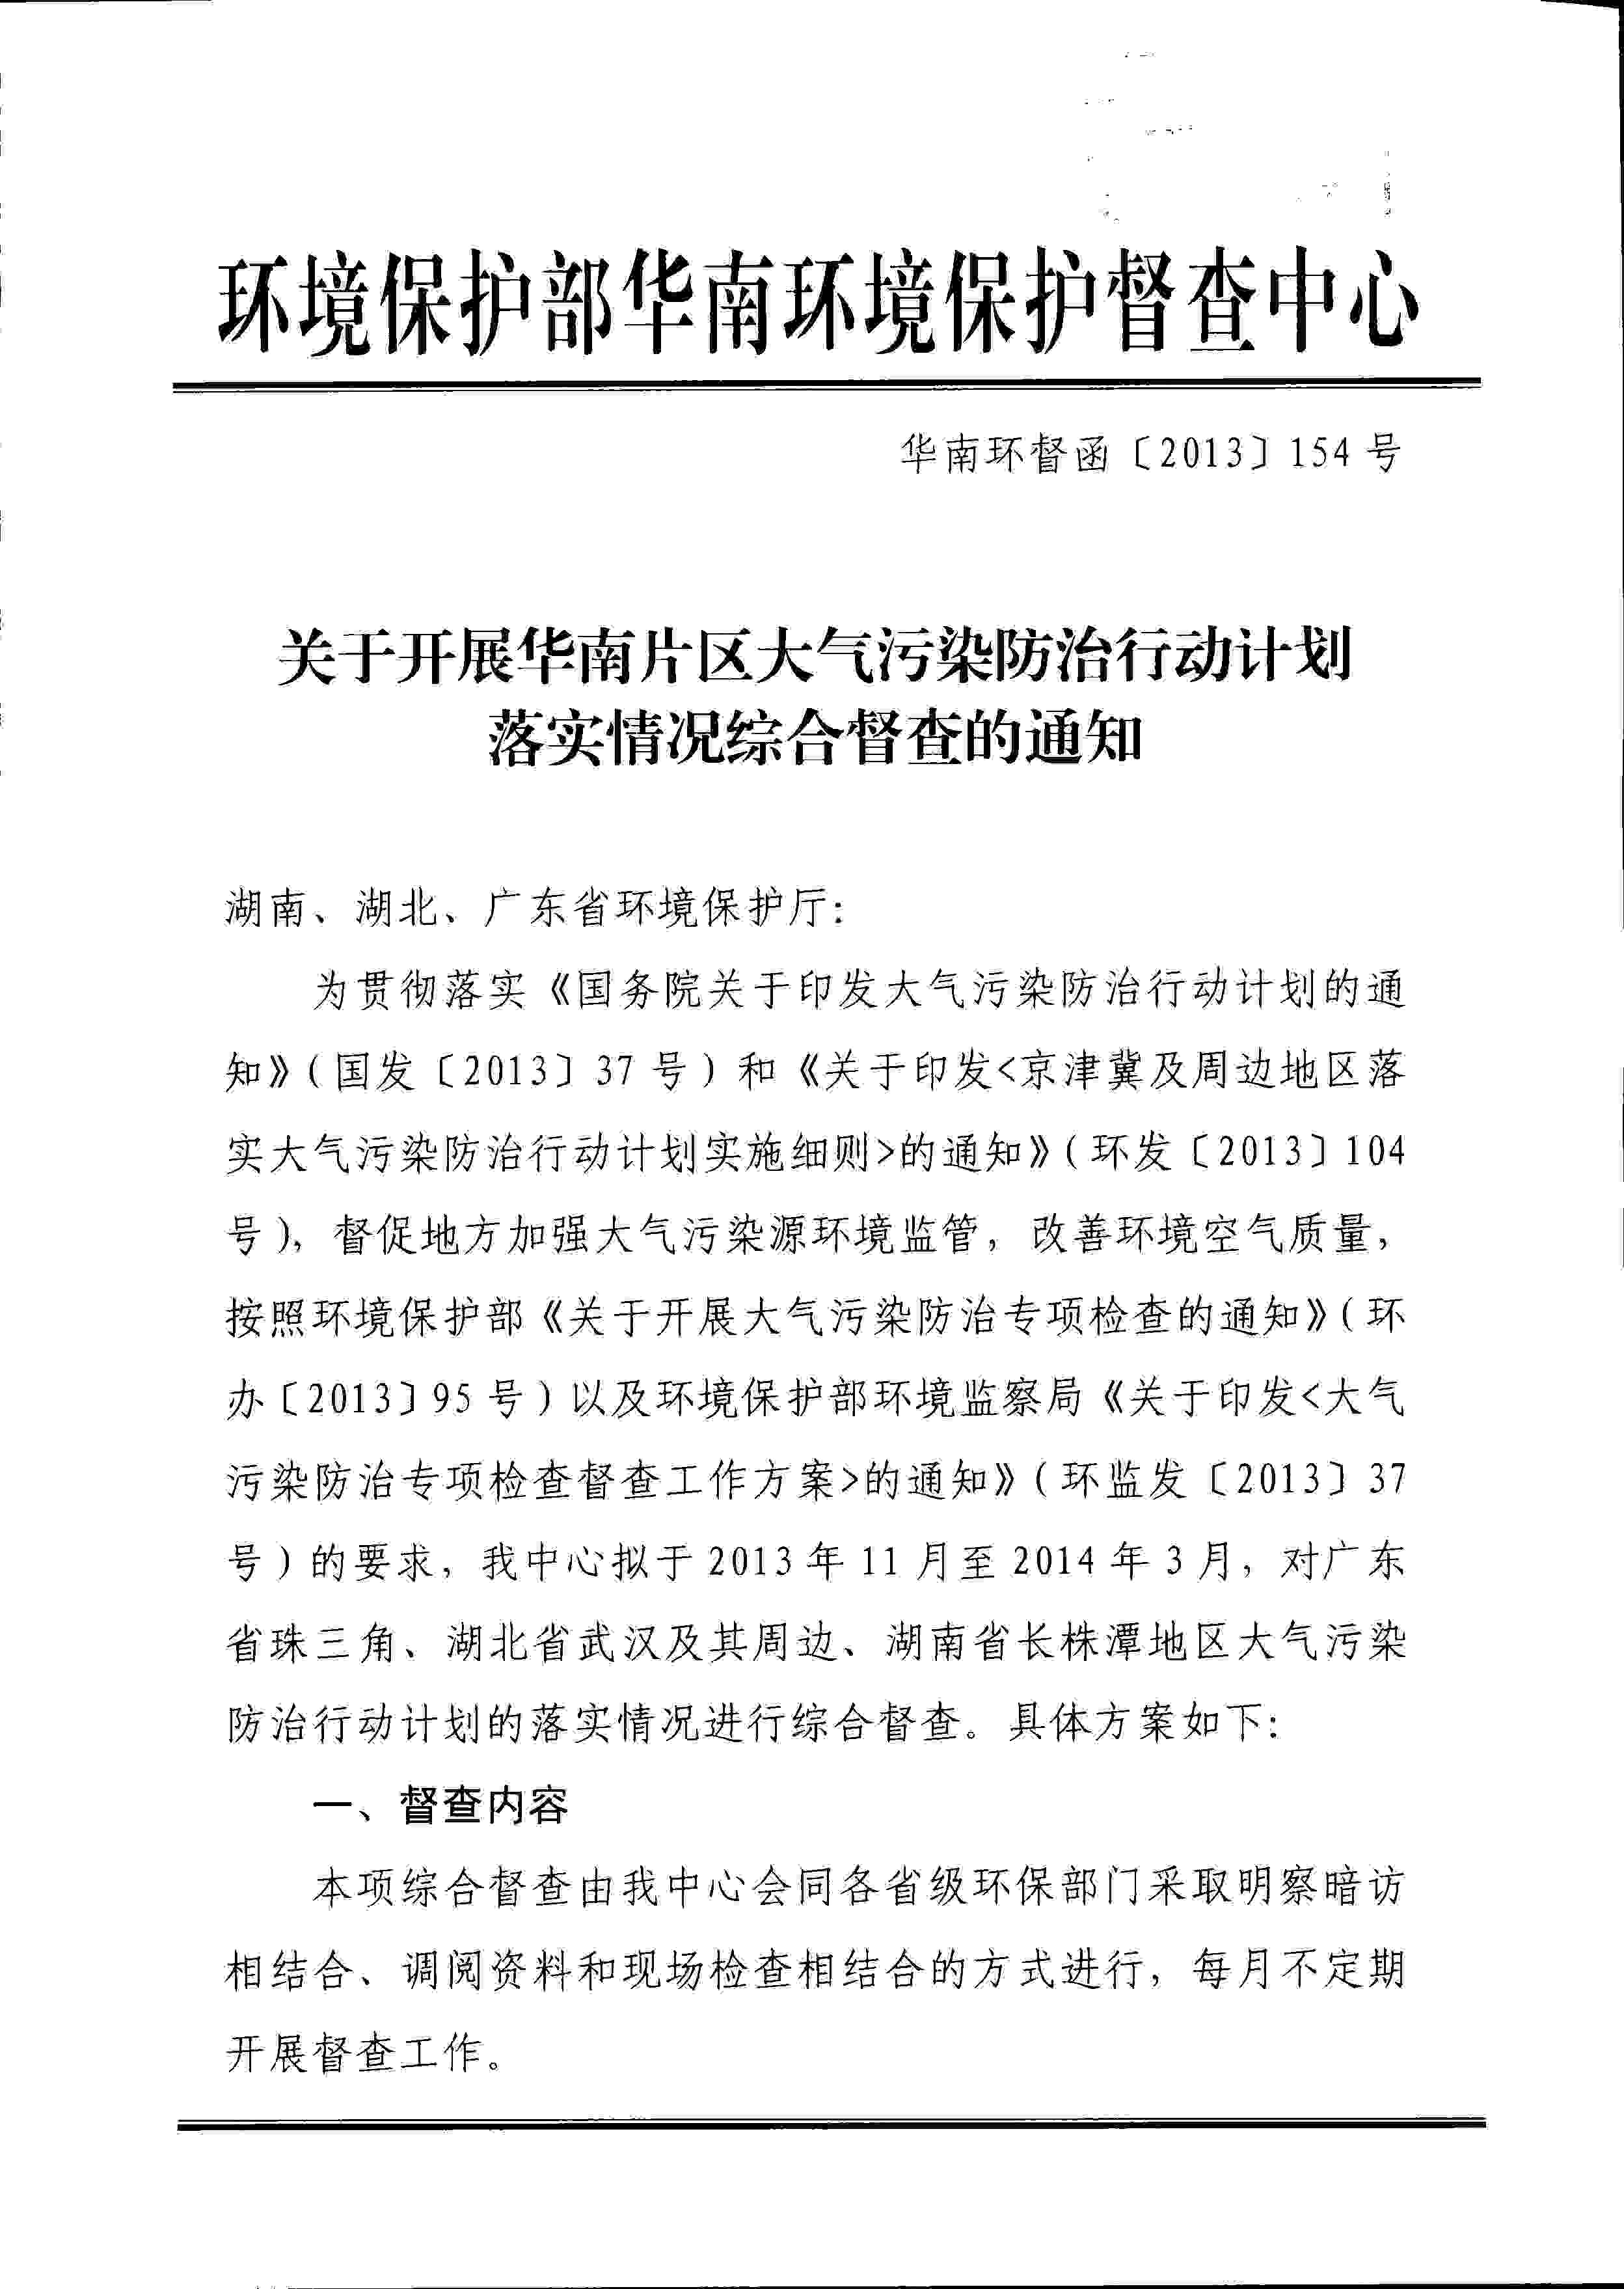 环境保护部华南环境保护督查中心
华南环督函〔2013〕154号
关于开展华南片区大气污染防治行动计划
落实情况综合督查的通知
湖南、湖北、广东省环境保护厅：
为贯彻落实《国务院关于印发大气污染防治行动计划的通
知》（国发〔2013〕37号）和《关于印发<京津冀及周边地区落
实大气污染防治行动计划实施细则>的通知》（环发〔2013〕104
号），督促地方加强大气污染源环境监管，改善环境空气质量，
按照环境保护部《关于开展大气污染防治专项检查的通知》（环
办〔2013〕95号）以及环境保护部环境监察局《关于印发<大气
污染防治专项检查督查工作方案>的通知》（环监发〔2013〕37
号）的要求，我中心拟于2013年11月至2014年3月，对广东
省珠三角、湖北省武汉及其周边、湖南省长株潭地区大气污染
防治行动计划的落实情况进行综合督查。具体方案如下：
一、督查内容
本项综合督查由我中心会同各省级环保部门采取明察暗访
相结合、调阅资料和现场检查相结合的方式进行，每月不定期
开展督查工作。